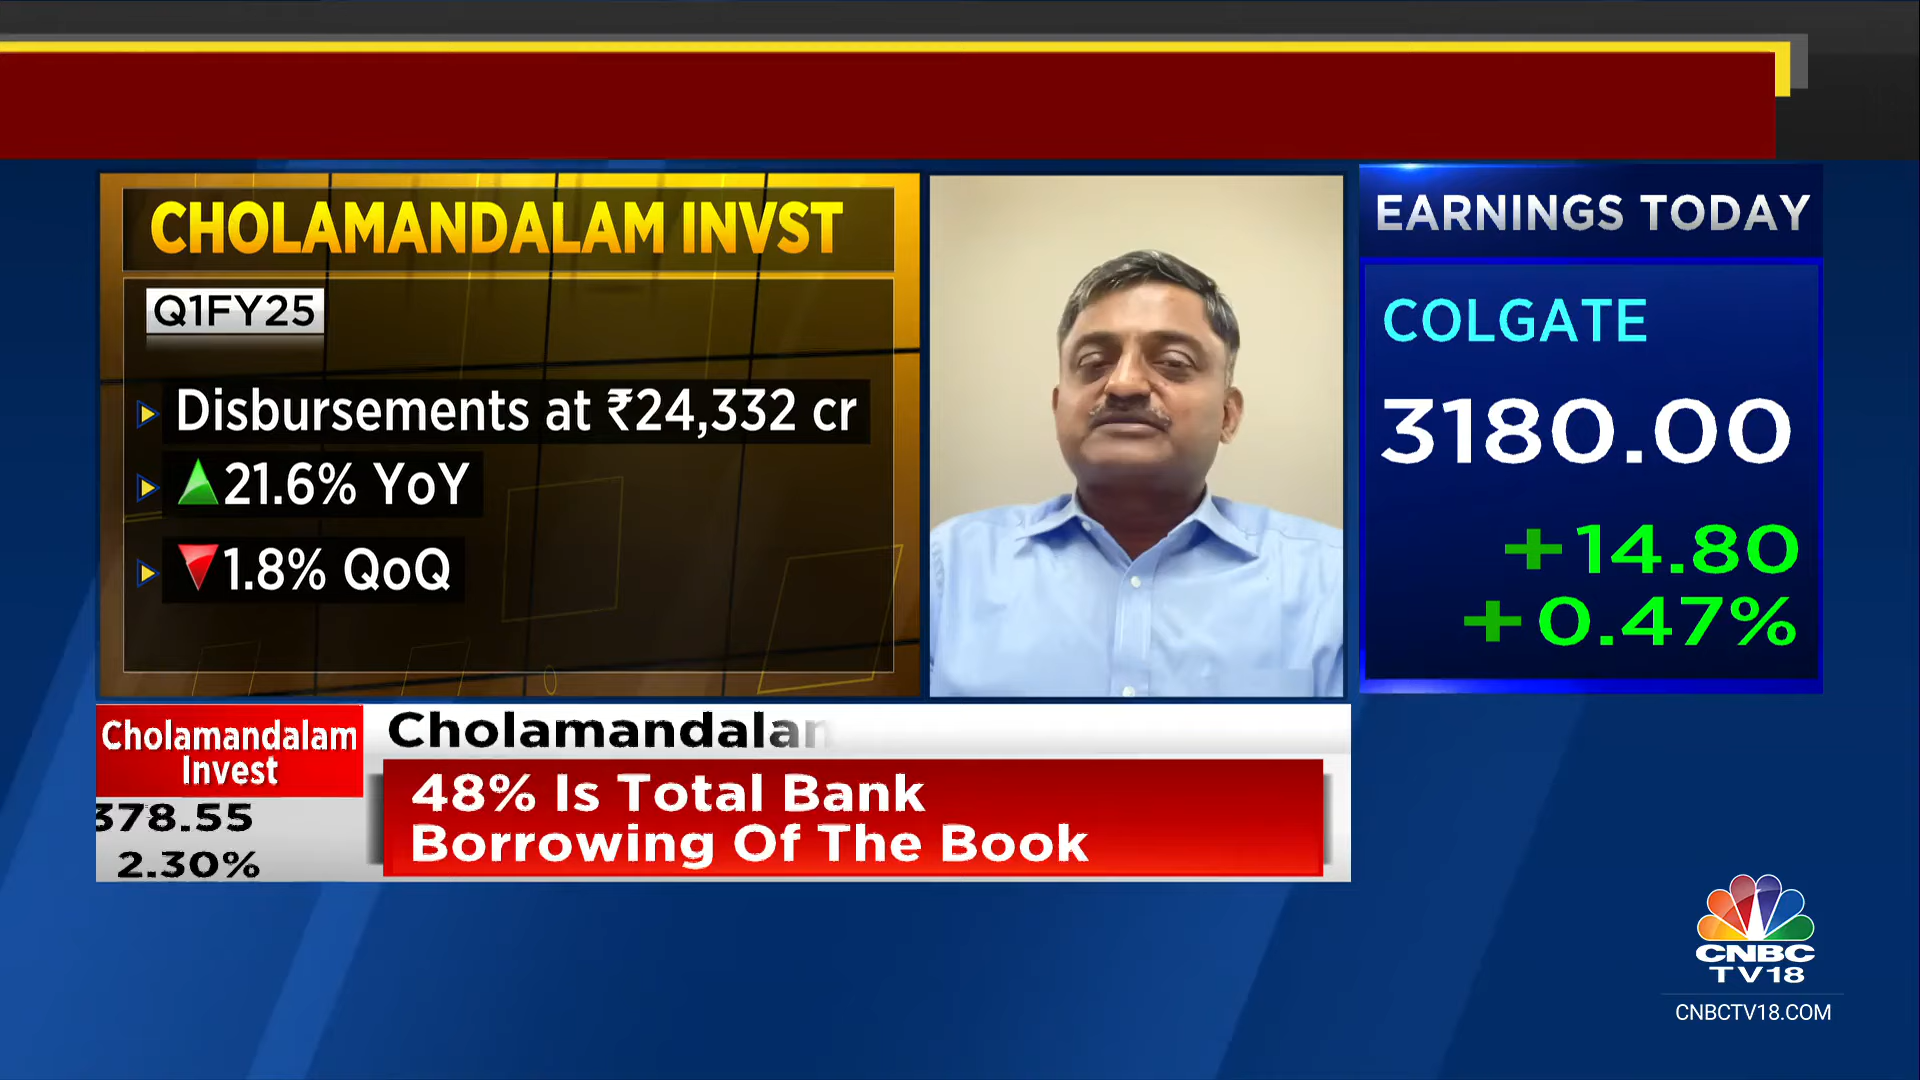 CHOLAMANDALAM INVST
Q1FY25
Disbursements at ₹24,332 cr
21.6% YoY
1.8% QoQ
EARNINGS TODAY
COLGATE
3180.00
+14.80
+0.47%
Cholamandalam
Invest
378.55
2.30%
48% Is Total Bank
Borrowing Of The Book
CNBC
TV18
CNBCTV18.COM